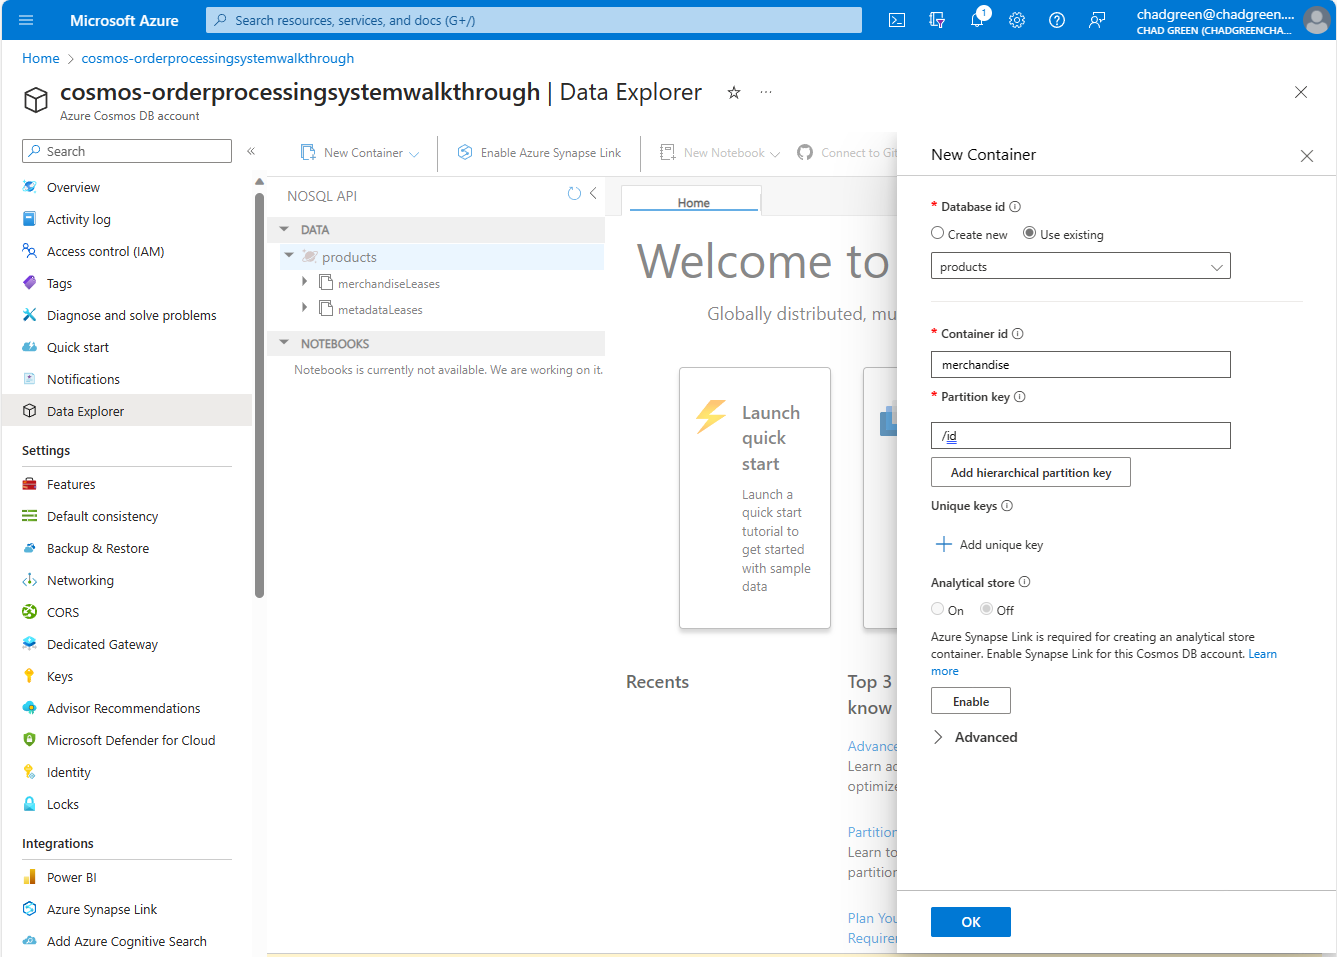 Microsoft Azure
Search resources, services, and docs (G+/)
1
chadgreen@chadgreen....
CHAD GREEN (CHADGREENCHA...
Home > cosmos-orderprocessingsystemwalkthrough
cosmos-orderprocessingsystemwalkthrough | Data Explorer
Azure Cosmos DB account
Search
Overview
Activity log
Access control (IAM)
Tags
Diagnose and solve problems
Quick start
Notifications
Data Explorer
Settings
Features
Default consistency
Backup & Restore
Networking
CORS
Dedicated Gateway
Keys
Advisor Recommendations
Microsoft Defender for Cloud
Identity
Locks
Integrations
Power BI
Azure Synapse Link
Add Azure Cognitive Search
New Container
Enable Azure Synapse Link
New Notebook
Connect to Git
NOSQL API
DATA
products
merchandiseLeases
metadataLeases
NOTEBOOKS
Notebooks is currently not available. We are working on it.
Home
Welcome to
Globally distributed, mu
Launch
quick
start
Launch a
quick start
tutorial to
get started
with sample
data
Recents
Top 3
know
Advance
Learn ac
optimize
Partition
Learn to
partition
Plan You
Requirer
New Container
* Database id
Create new
Use existing
products
* Container id
merchandise
* Partition key
/id
Add hierarchical partition key
Unique keys
Add unique key
Analytical store
On
Off
Azure Synapse Link is required for creating an analytical store
container. Enable Synapse Link for this Cosmos DB account. Learn
more
Enable
Advanced
OK